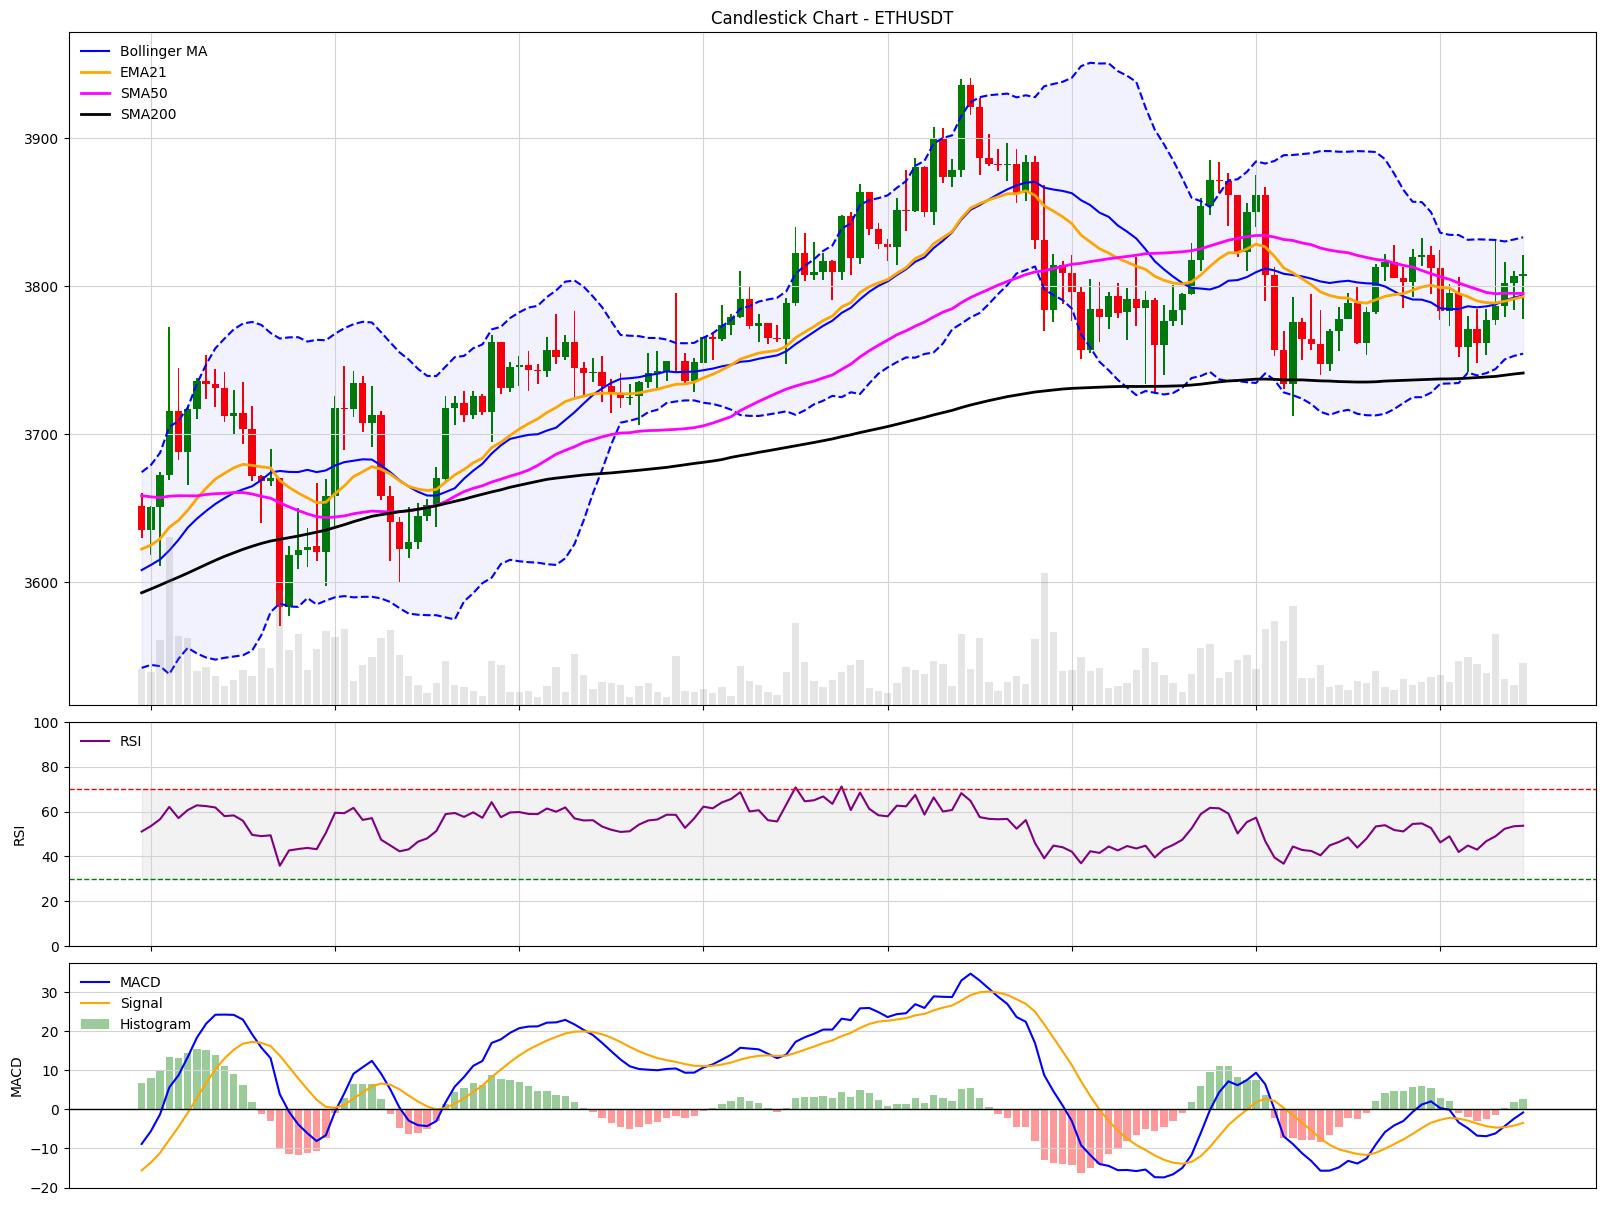 Candlestick Chart - ETHUSDT
Bollinger MA
EMA21
SMA50
SMA200
3900
3800
3700
3600
100
80
60
40
20
0
RSI
RSI
30
20
10
0
−10
−20
MACD
MACD
Signal
Histogram